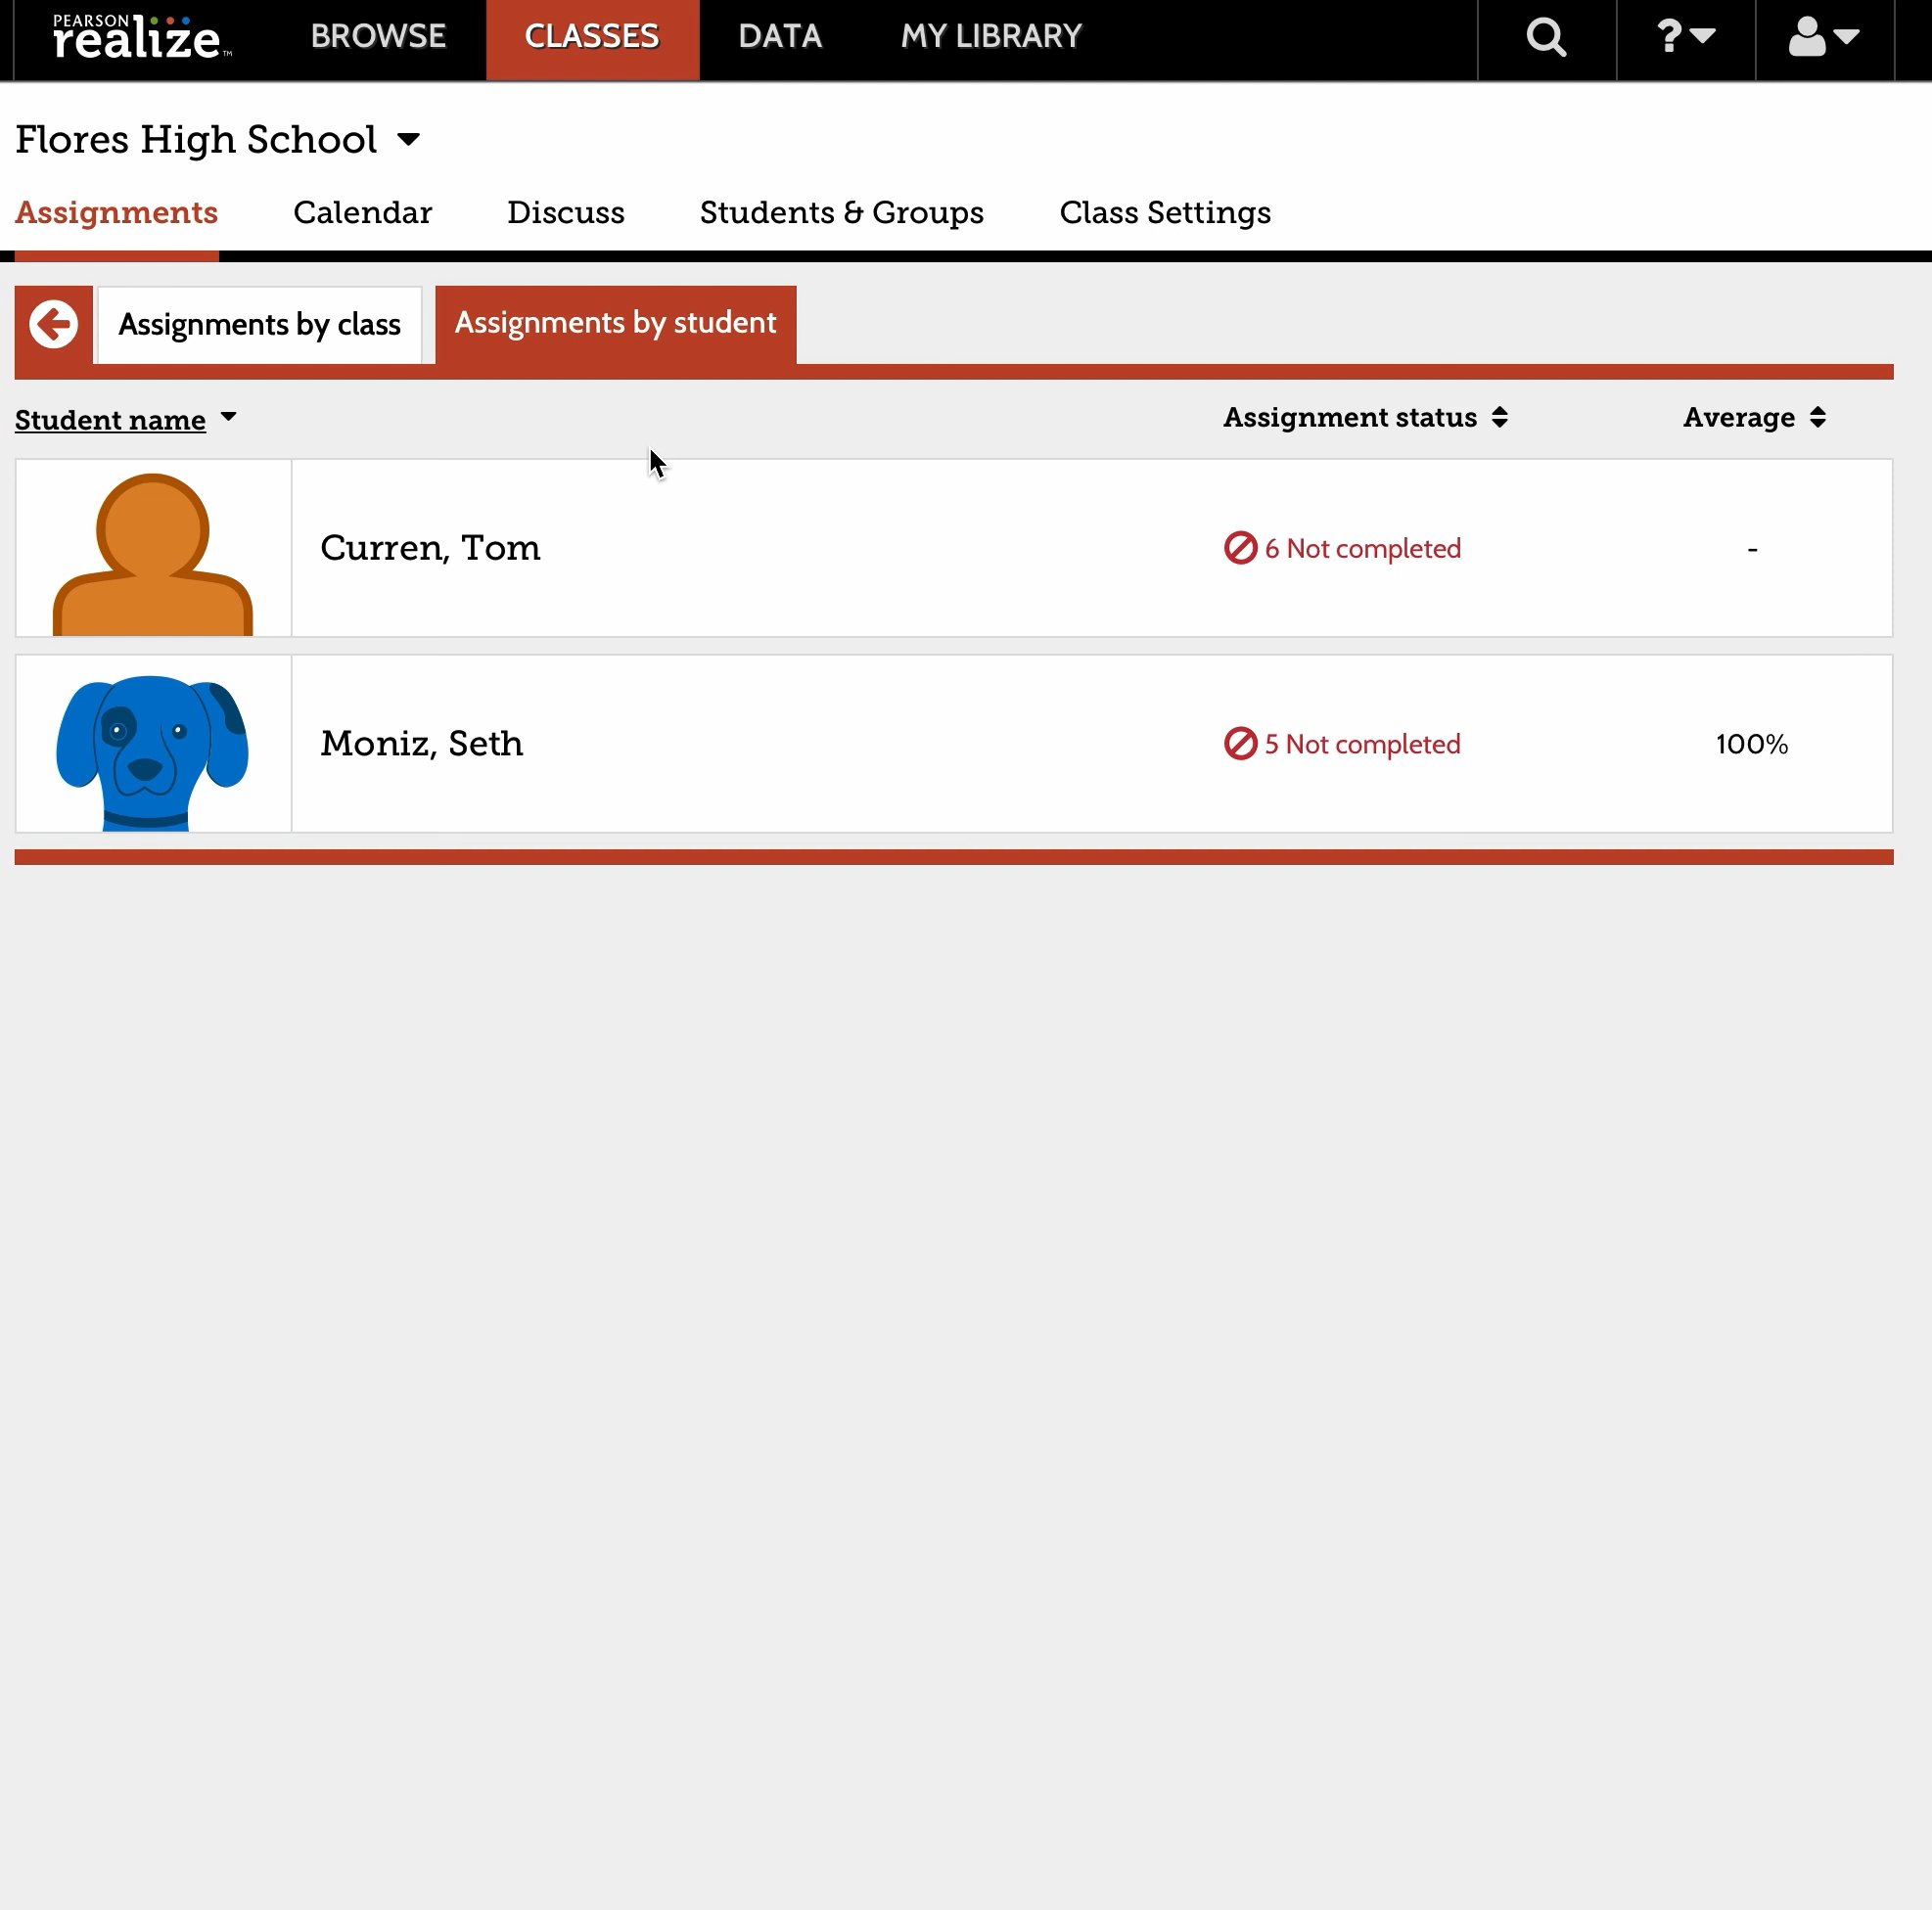 PEARSON
realize™
BROWSE CLASSES DATA MY LIBRARY ?
Flores High School
Assignments Calendar Discuss Students & Groups Class Settings
Assignments by class Assignments by student
Student name Assignment status Average
Curren, Tom 6 Not completed -
Moniz, Seth 5 Not completed 100%